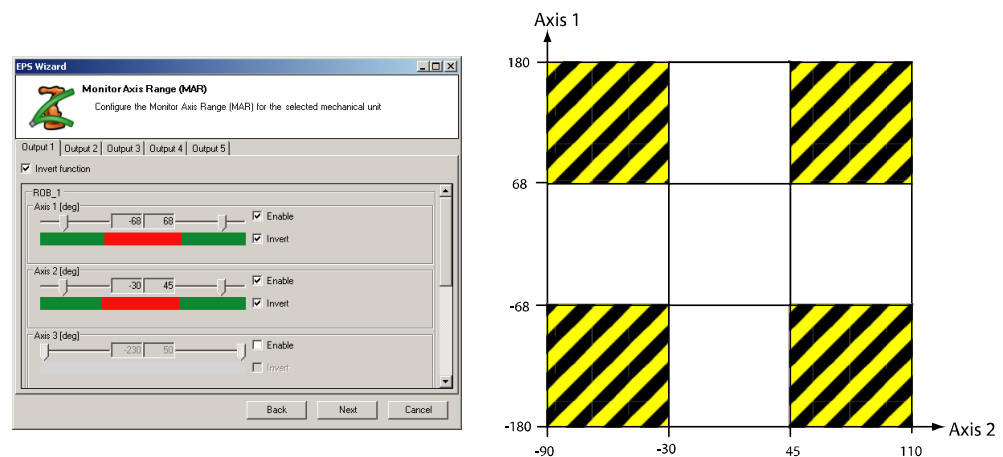 EPS Wizard
Monitor Axis Range (MAR)
Configure the Monitor Axis Range (MAR) for the selected mechanical unit
Output 1 Output 2 Output 3 Output 4 Output 5
Invert function
ROB_1
Axis 1 [deg]
-68 68 Enable
Invert
Axis 2 [deg]
-30 45 Enable
Invert
Axis 3 [deg]
-230 50 Enable
Invert
Back Next Cancel
Axis 1
180
68
-68
-180
Axis 2
-90 -30 45 110